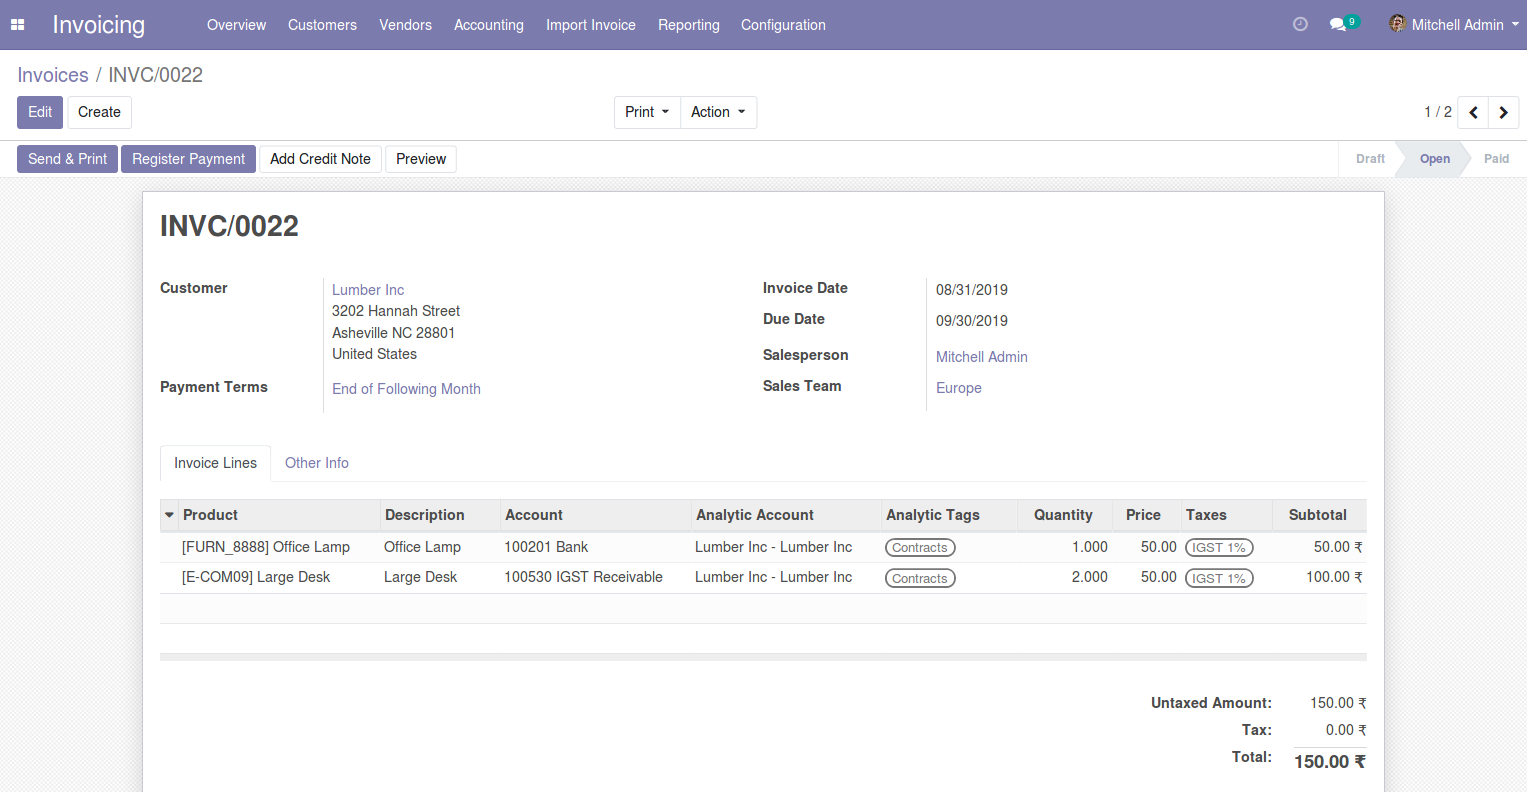 Invoicing Overview Customers Vendors Accounting Import Invoice Reporting Configuration 9 Mitchell Admin
Invoices / INVC/0022
Edit Create Print Action 1 / 2
Send & Print Register Payment Add Credit Note Preview Draft Open Paid
INVC/0022
Customer Lumber Inc Invoice Date 08/31/2019
3202 Hannah Street
Due Date 09/30/2019
Asheville NC 28801
United States Salesperson Mitchell Admin
Payment Terms End of Following Month Sales Team Europe
Invoice Lines Other Info
Product Description Account Analytic Account Analytic Tags Quantity Price Taxes Subtotal
[FURN_8888] Office Lamp Office Lamp 100201 Bank Lumber Inc - Lumber Inc Contracts 1.000 50.00 IGST 1% 50.00 ₹
[E-COM09] Large Desk Large Desk 100530 IGST Receivable Lumber Inc - Lumber Inc Contracts 2.000 50.00 IGST 1% 100.00 ₹
Untaxed Amount: 150.00 ₹
Tax: 0.00 ₹
Total: 150.00 ₹